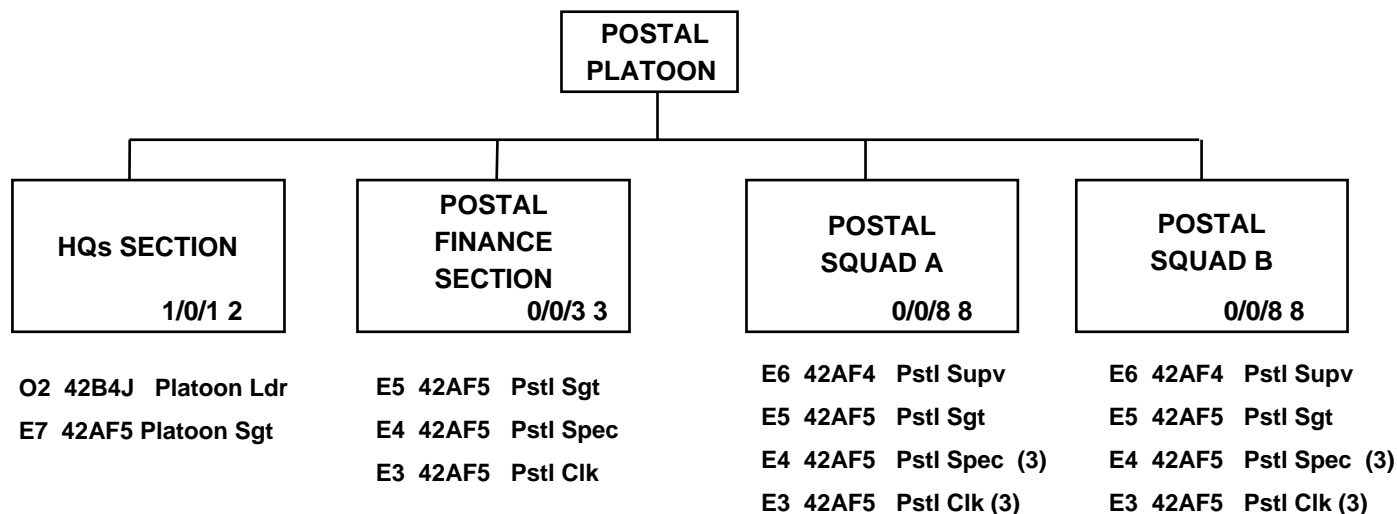 POSTAL
PLATOON
HQs SECTION
1/0/1 2
POSTAL
FINANCE
SECTION
0/0/3 3
POSTAL
SQUAD A
0/0/8 8
POSTAL
SQUAD B
0/0/8 8
O2 42B4J Platoon Ldr
E7 42AF5 Platoon Sgt
E5 42AF5 Pstl Sgt
E4 42AF5 Pstl Spec
E3 42AF5 Pstl Clk
E6 42AF4 Pstl Supv
E5 42AF5 Pstl Sgt
E4 42AF5 Pstl Spec (3)
E3 42AF5 Pstl Clk (3)
E6 42AF4 Pstl Supv
E5 42AF5 Pstl Sgt
E4 42AF5 Pstl Spec (3)
E3 42AF5 Pstl Clk (3)